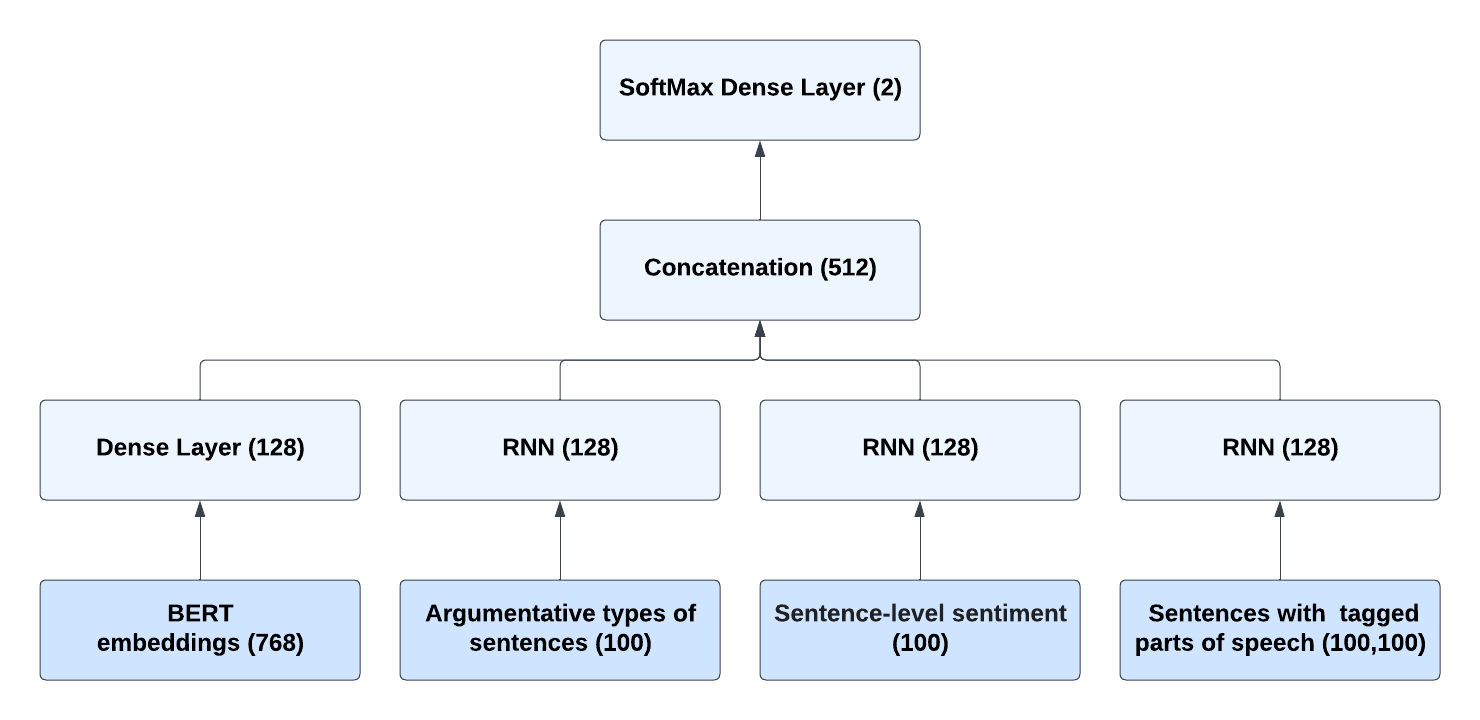 SoftMax Dense Layer (2)
Concatenation (512)
Dense Layer (128)
RNN (128)
RNN (128)
RNN (128)
BERT
embeddings (768)
Argumentative types of
sentences (100)
Sentence-level sentiment
(100)
Sentences with  tagged
parts of speech (100,100)